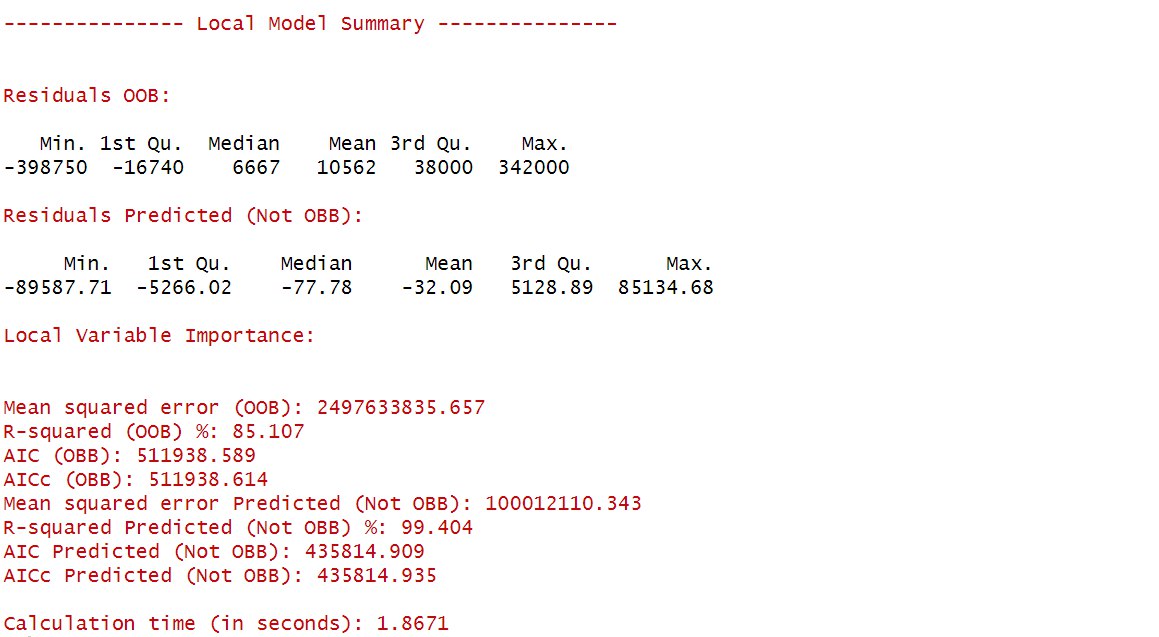 --------------- Local Model Summary ---------------
Residuals OOB:
   Min. 1st Qu.  Median    Mean 3rd Qu.    Max.
-398750  -16740    6667   10562   38000  342000
Residuals Predicted (Not OBB):
     Min.   1st Qu.    Median      Mean   3rd Qu.      Max.
-89587.71  -5266.02    -77.78    -32.09   5128.89  85134.68
Local Variable Importance:
Mean squared error (OOB): 2497633835.657
R-squared (OOB) %: 85.107
AIC (OBB): 511938.589
AICc (OBB): 511938.614
Mean squared error Predicted (Not OBB): 100012110.343
R-squared Predicted (Not OBB) %: 99.404
AIC Predicted (Not OBB): 435814.909
AICc Predicted (Not OBB): 435814.935
Calculation time (in seconds): 1.8671